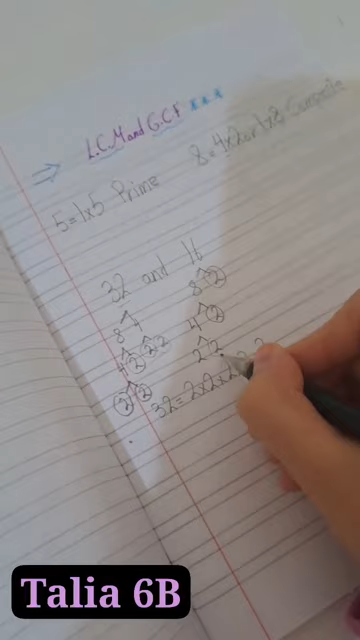 ⇒ L.C.M and G.C.F ***
5=1x5 Prime 8=4x2 or 1x8 Composite
32 and 16
8 4 8 2
4 2 2 2 4 2
2 2 2 2
32=2x2x2
Talia 6B